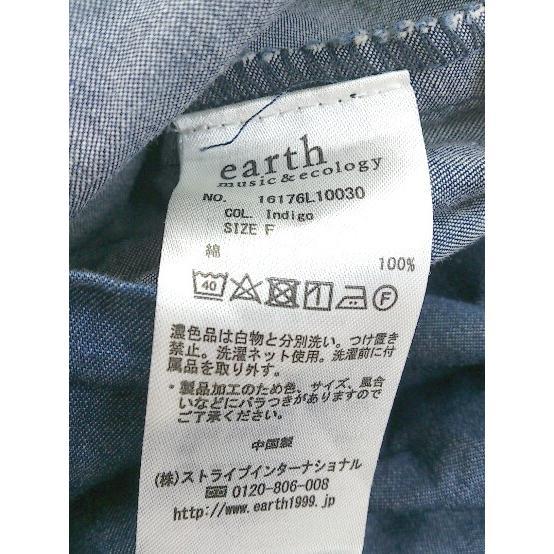 earth
music&ecology
NO. 16176L10030
COL. Indigo
SIZE F
綿
100%
40 F
濃色品は白物と分別洗い。つけ置き
禁止。洗濯ネット使用。洗濯前に付
属品を取り外す。
・製品加工のため色、サイズ、風合
いなどにバラつきがありますので
ご了承ください。
中国製
(株)ストライプインターナショナル
0120-806-008
http://www.earth1999.jp/